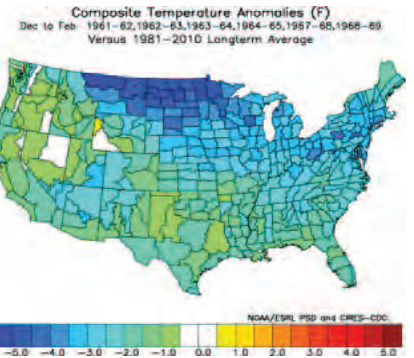 Composite Temperature Anomalies (F)
Dec to Feb 1961-62,1962-63,1963-64,1964-65,1967-68,1968-69
Versus 1981-2010 Longterm Average
NOAA/ESRL PSD and CIRES-CDC
-5.0 -4.0 -3.0 -2.0 -1.0 0.0 1.0 2.0 3.0 4.0 5.0